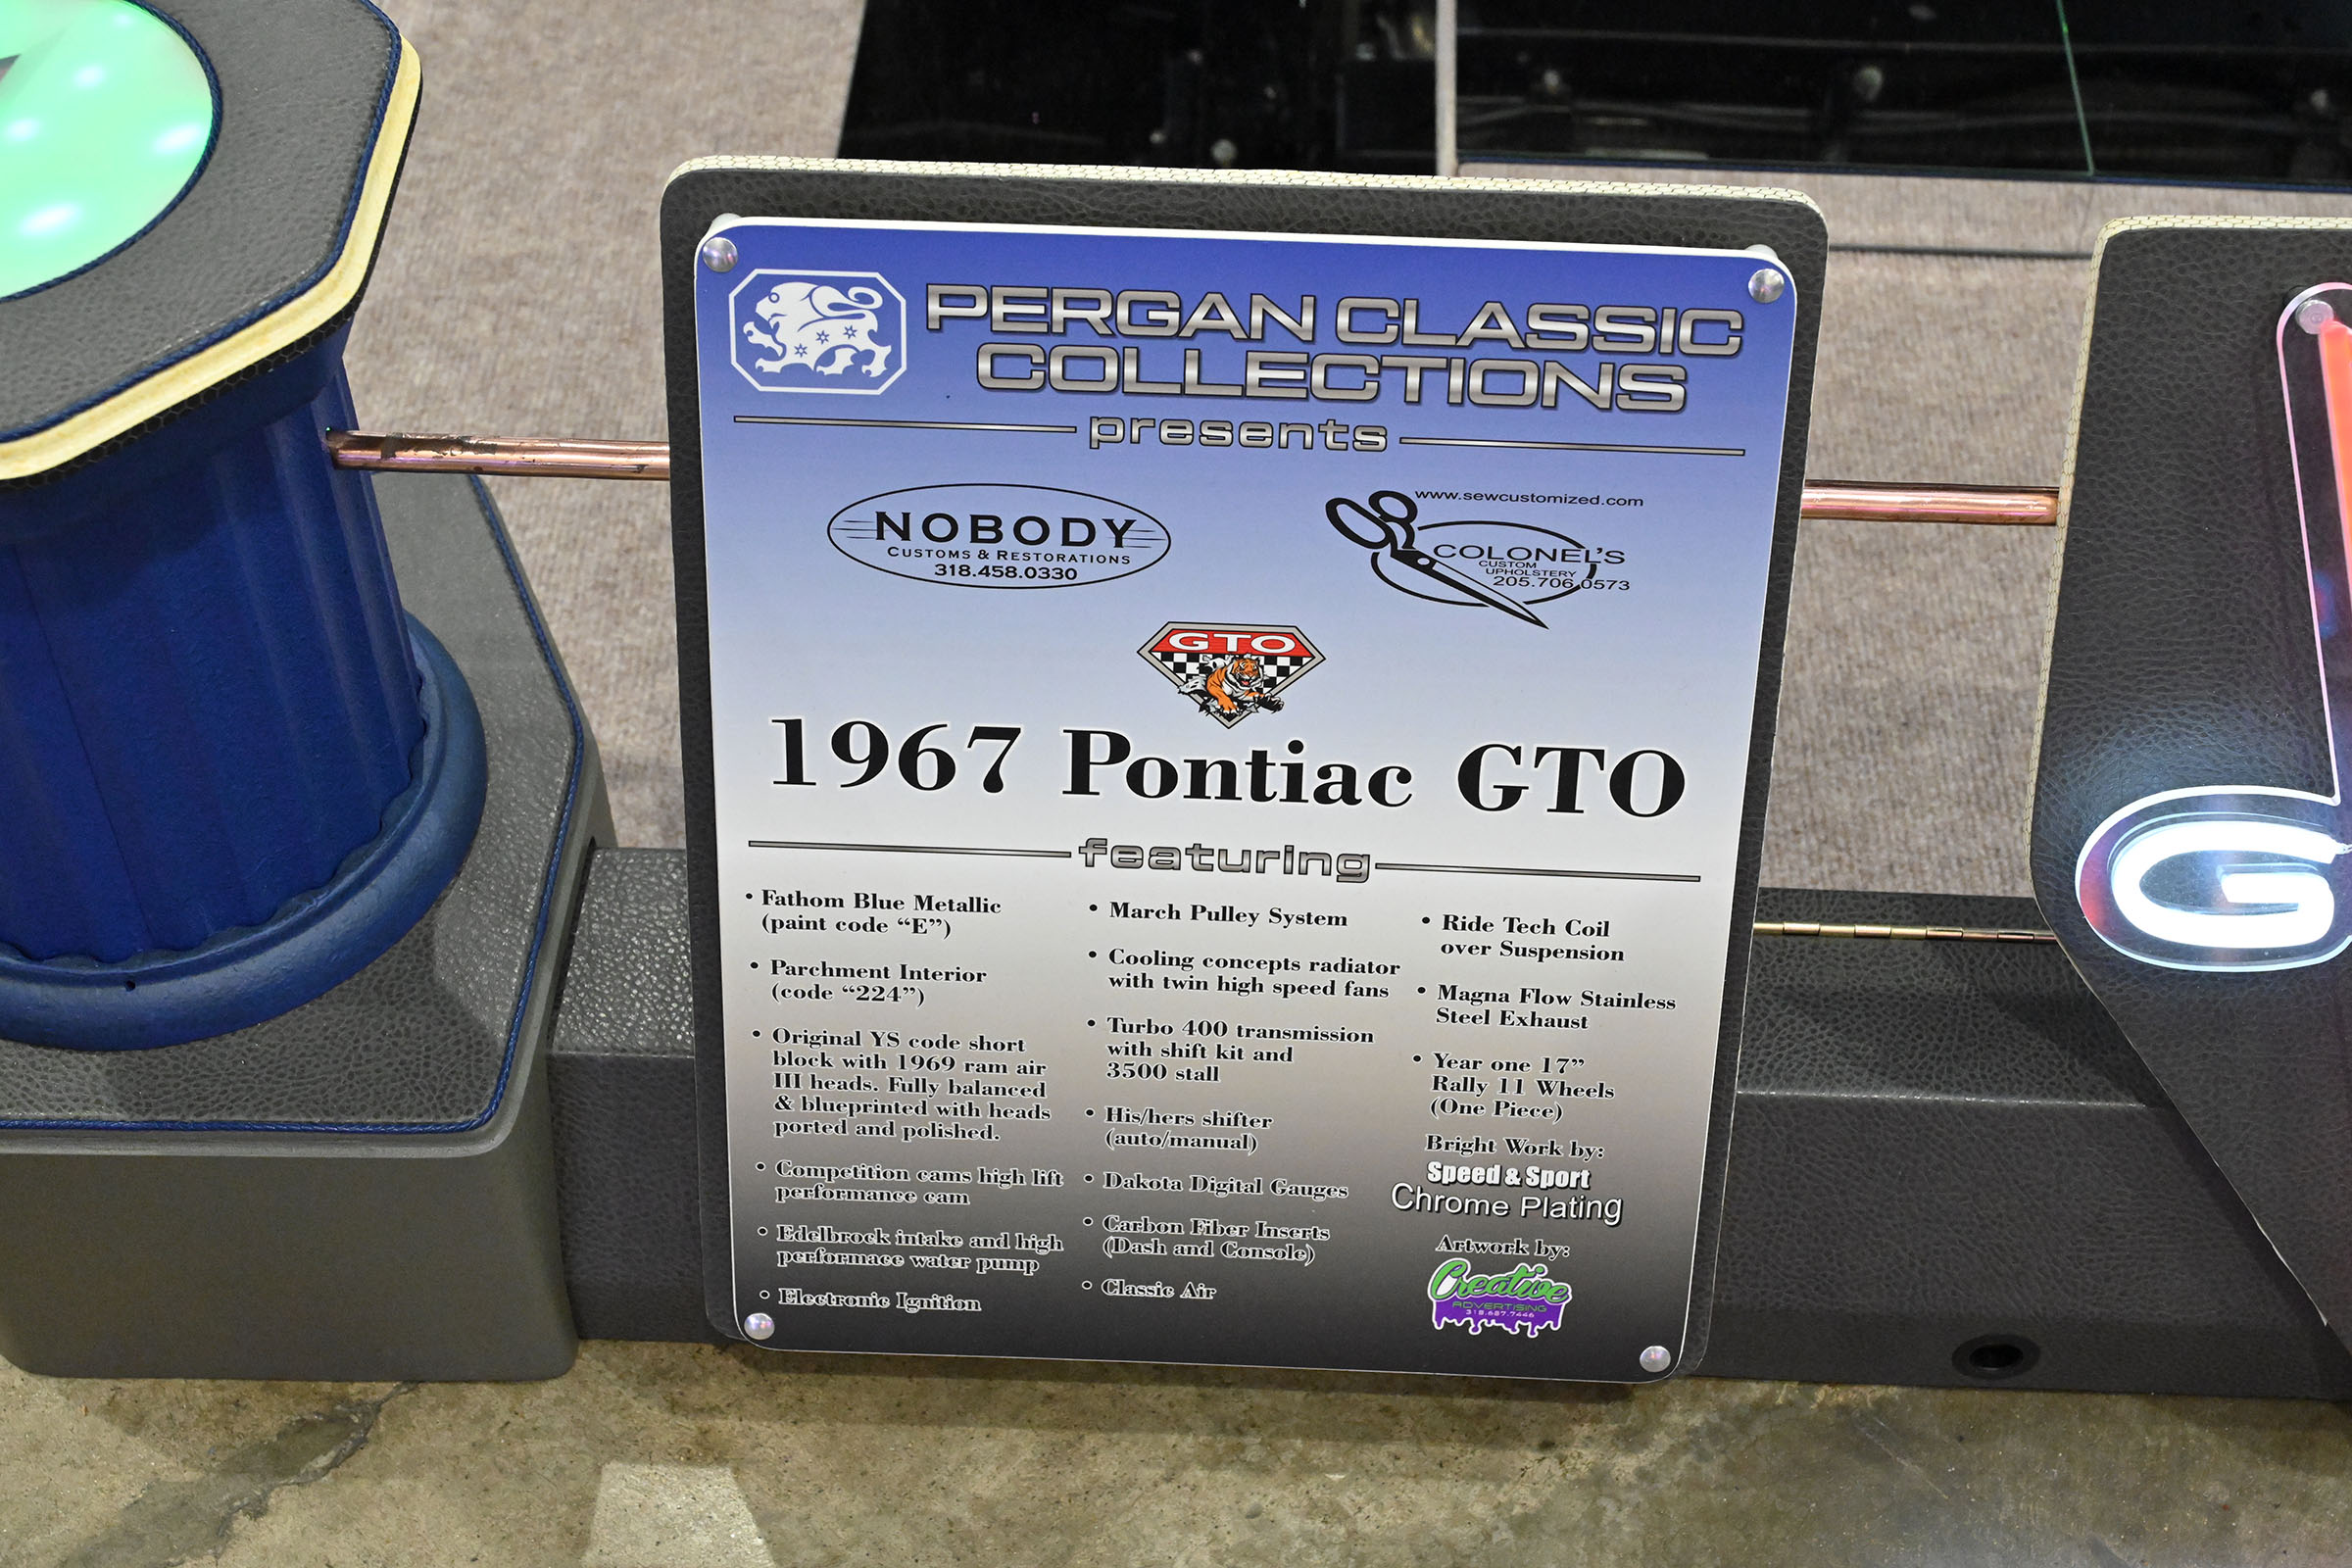 PERGAN CLASSIC
COLLECTIONS
presents
NOBODY
CUSTOMS & RESTORATIONS
318.458.0330
www.sewcustomized.com
COLONEL'S
CUSTOM
UPHOLSTERY
205.706.0573
GTO
1967 Pontiac GTO
featuring
• Fathom Blue Metallic
(paint code “E”)
• Parchment Interior
(code “224”)
• Original YS code short
block with 1969 ram air
III heads. Fully balanced
& blueprinted with heads
ported and polished.
• Competition cams high lift
performance cam
• Edelbrock intake and high
performace water pump
• Electronic Ignition
• March Pulley System
• Cooling concepts radiator
with twin high speed fans
• Turbo 400 transmission
with shift kit and
3500 stall
• His/hers shifter
(auto/manual)
• Dakota Digital Gauges
• Carbon Fiber Inserts
(Dash and Console)
• Classic Air
• Ride Tech Coil
over Suspension
• Magna Flow Stainless
Steel Exhaust
• Year one 17”
Rally 11 Wheels
(One Piece)
Bright Work by:
Speed & Sport
Chrome Plating
Artwork by:
Creative
ADVERTISING
318.687.7446
G